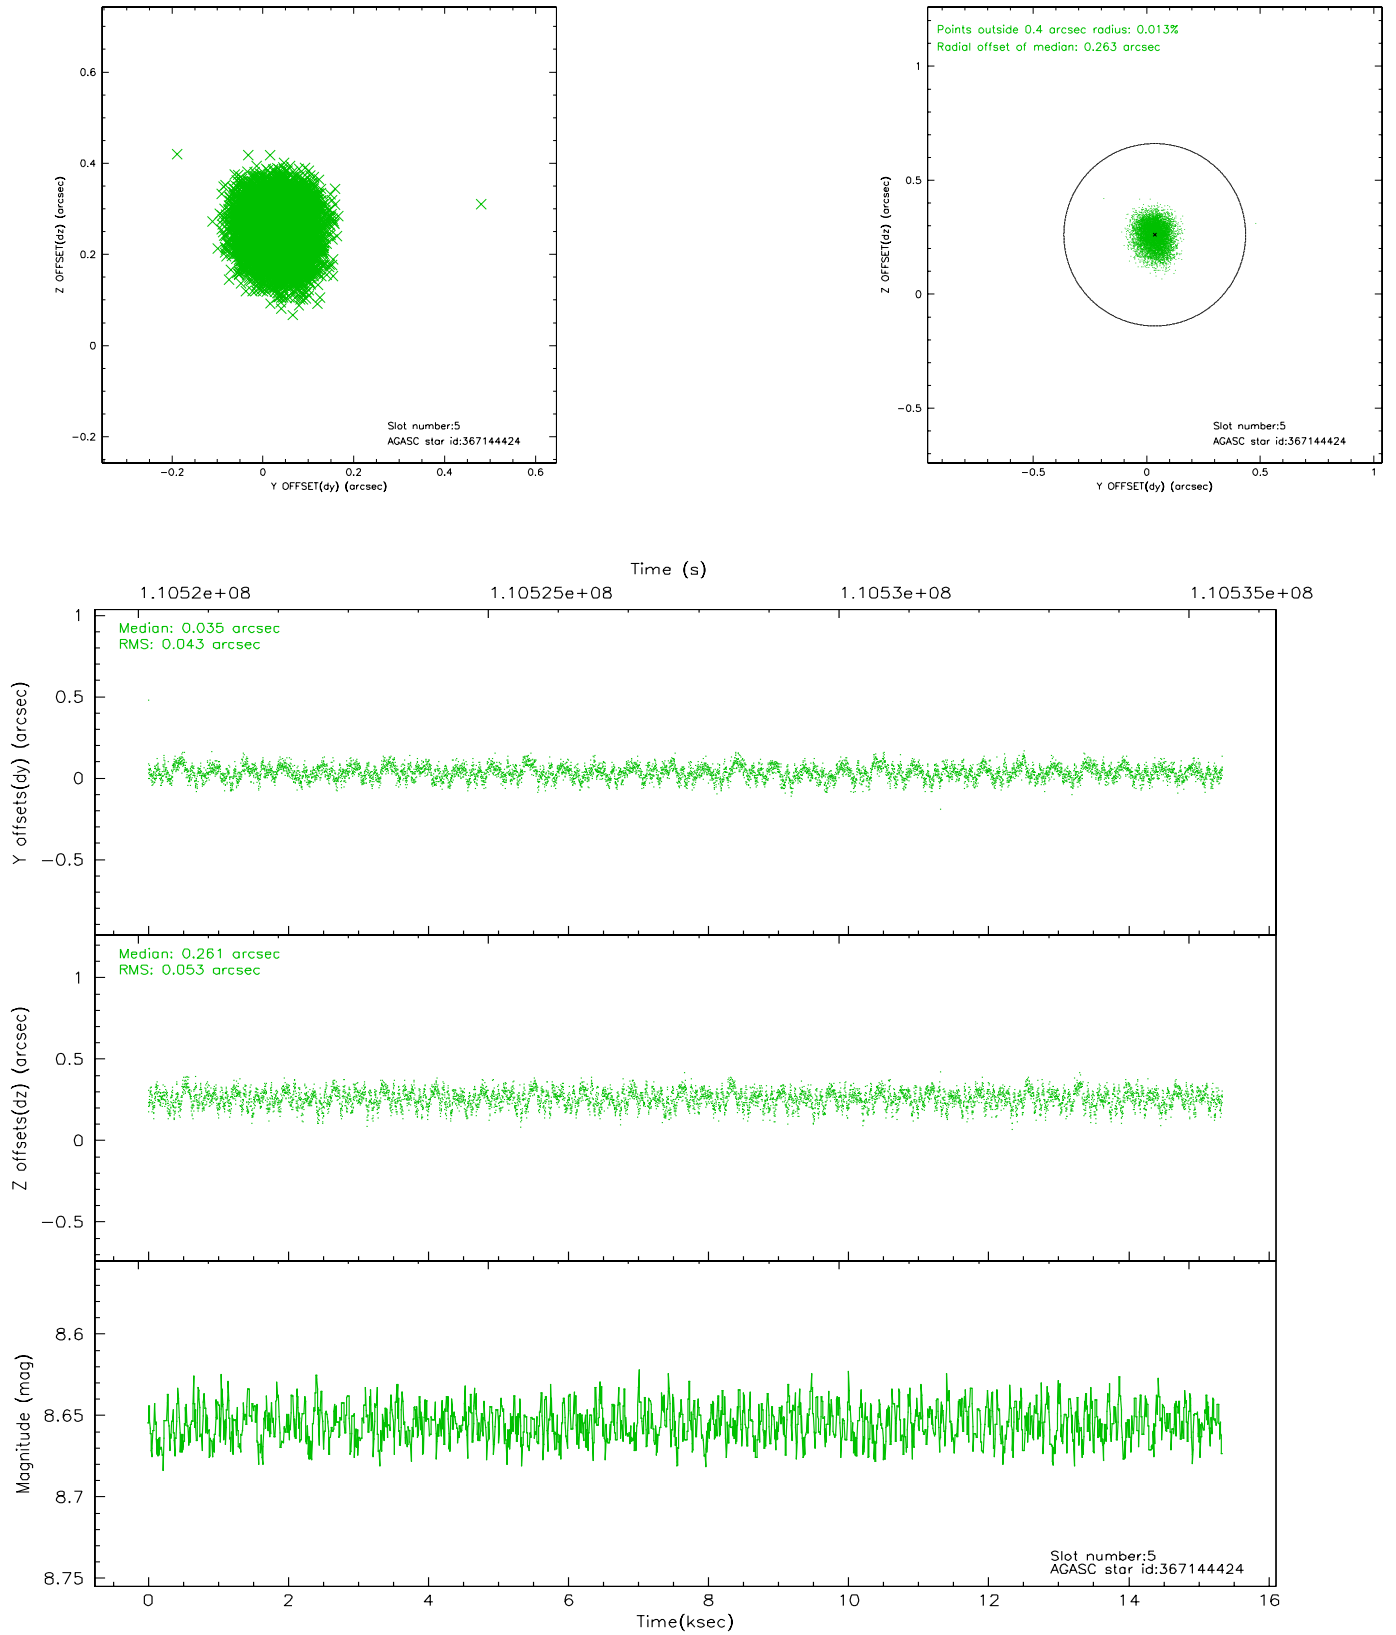 0.6
0.4
0.2
0
−0.2
Z OFFSET(dz) (arcsec)
Slot number:5
AGASC star id:367144424
−0.2 0 0.2 0.4 0.6
Y OFFSET(dy) (arcsec)
Points outside 0.4 arcsec radius: 0.013%
Radial offset of median: 0.263 arcsec
1
0.5
0
−0.5
Z OFFSET(dz) (arcsec)
Slot number:5
AGASC star id:367144424
−0.5 0 0.5 1
Y OFFSET(dy) (arcsec)
Time (s)
1.1052e+08 1.10525e+08 1.1053e+08 1.10535e+08
Median: 0.035 arcsec
RMS: 0.043 arcsec
1
0.5
0
−0.5
Y offsets(dy) (arcsec)
Median: 0.261 arcsec
RMS: 0.053 arcsec
1
0.5
0
−0.5
Z offsets(dz) (arcsec)
8.6
8.65
8.7
8.75
Magnitude (mag)
Slot number:5
AGASC star id:367144424
0 2 4 6 8 10 12 14 16
Time(ksec)